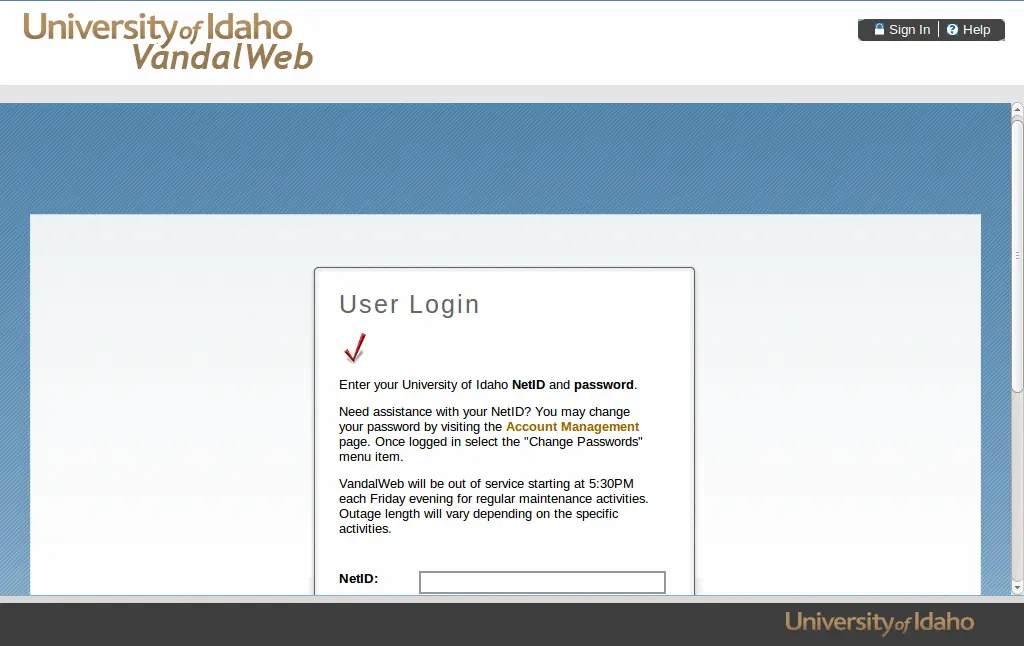 University of Idaho
VandalWeb
Sign In
Help
User Login
Enter your University of Idaho NetID and password.
Need assistance with your NetID? You may change
your password by visiting the Account Management
page. Once logged in select the "Change Passwords"
menu item.
VandalWeb will be out of service starting at 5:30PM
each Friday evening for regular maintenance activities.
Outage length will vary depending on the specific
activities.
NetID:
University of Idaho